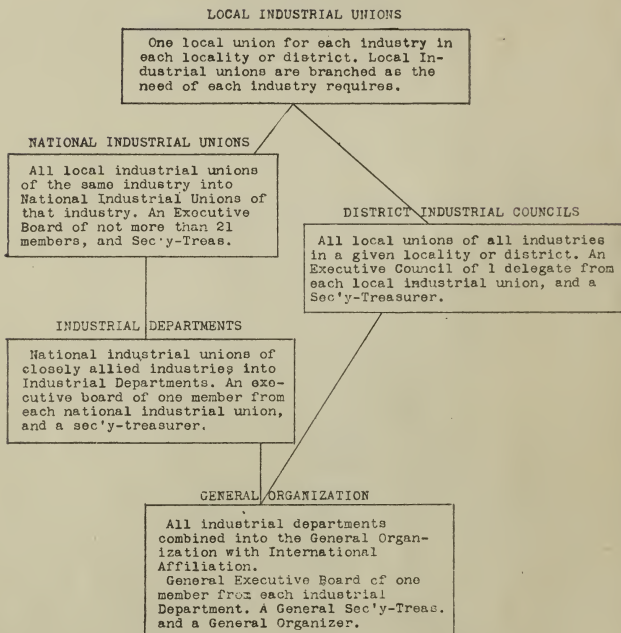 LOCAL INDUSTRIAL UNIONS
One local union for each industry in
each locality or district. Local In-
dustrial unions are branched as the
need of each industry requires.
NATIONAL INDUSTRIAL UNIONS
All local industrial unions
of the same industry into
National Industrial Unions of
that industry. An Executive
Board of not more than 21
members, and Sec'y-Treas.
DISTRICT INDUSTRIAL COUNCILS
All local unions of all industries
in a given locality or district. An
Executive Council of 1 delegate from
each local industrial union, and a
Sec'y-Treasurer.
INDUSTRIAL DEPARTMENTS
National industrial unions of
closely allied industries into
Industrial Departments. An exe-
cutive board of one member from
each national industrial union,
and a sec'y-treasurer.
GENERAL ORGANIZATION
All industrial departments
combined into the General Organ-
ization with International
Affiliation.
General Executive Board of one
member from each industrial
Department. A General Sec'y-Treas.
and a General Organizer.